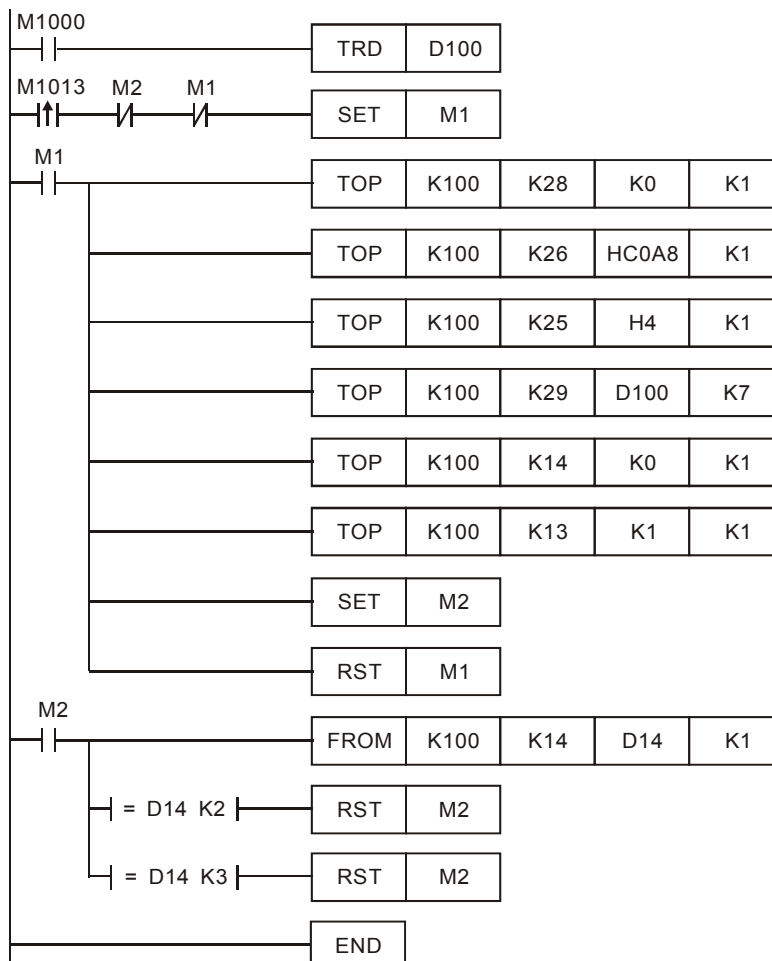 M1000
TRD D100
M1013 M2 M1
SET M1
M1
TOP K100 K28 K0 K1
TOP K100 K26 HC0A8 K1
TOP K100 K25 H4 K1
TOP K100 K29 D100 K7
TOP K100 K14 K0 K1
TOP K100 K13 K1 K1
SET M2
RST M1
M2
FROM K100 K14 D14 K1
= D14 K2 RST M2
= D14 K3 RST M2
END